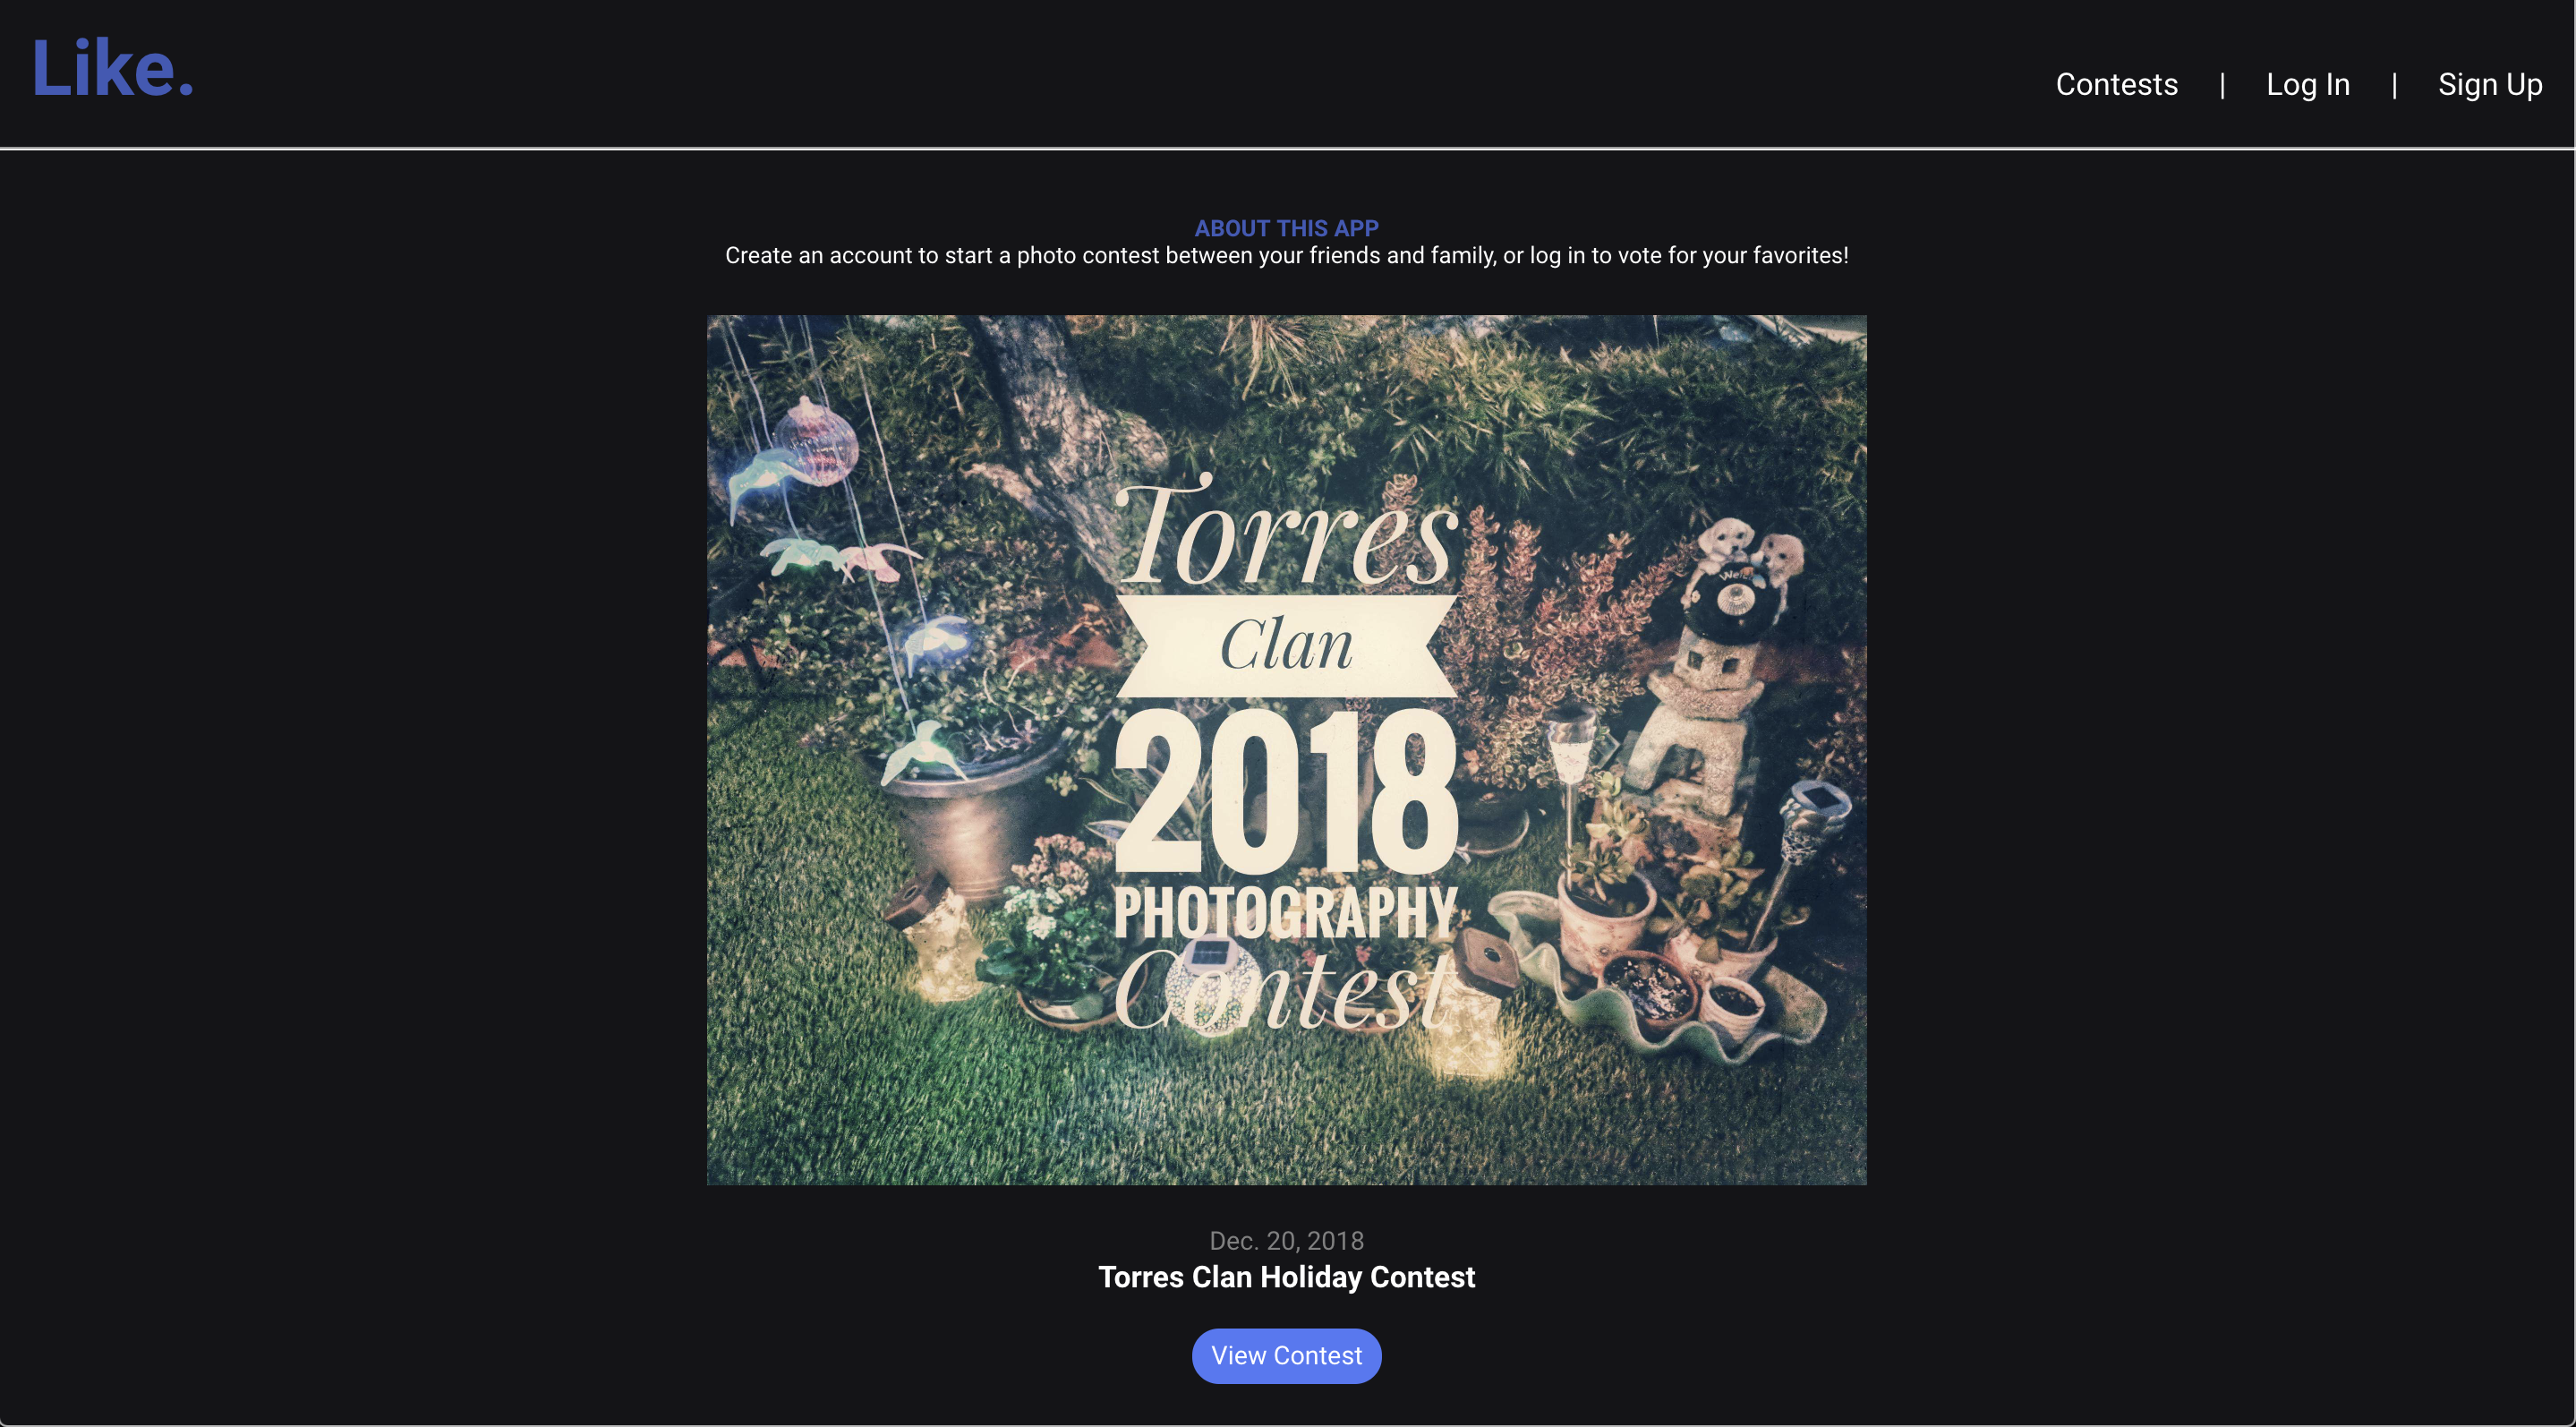 Like.
Contests | Log In | Sign Up
ABOUT THIS APP
Create an account to start a photo contest between your friends and family, or log in to vote for your favorites!
Torres
Clan
2018
PHOTOGRAPHY
Contest
Dec. 20, 2018
Torres Clan Holiday Contest
View Contest